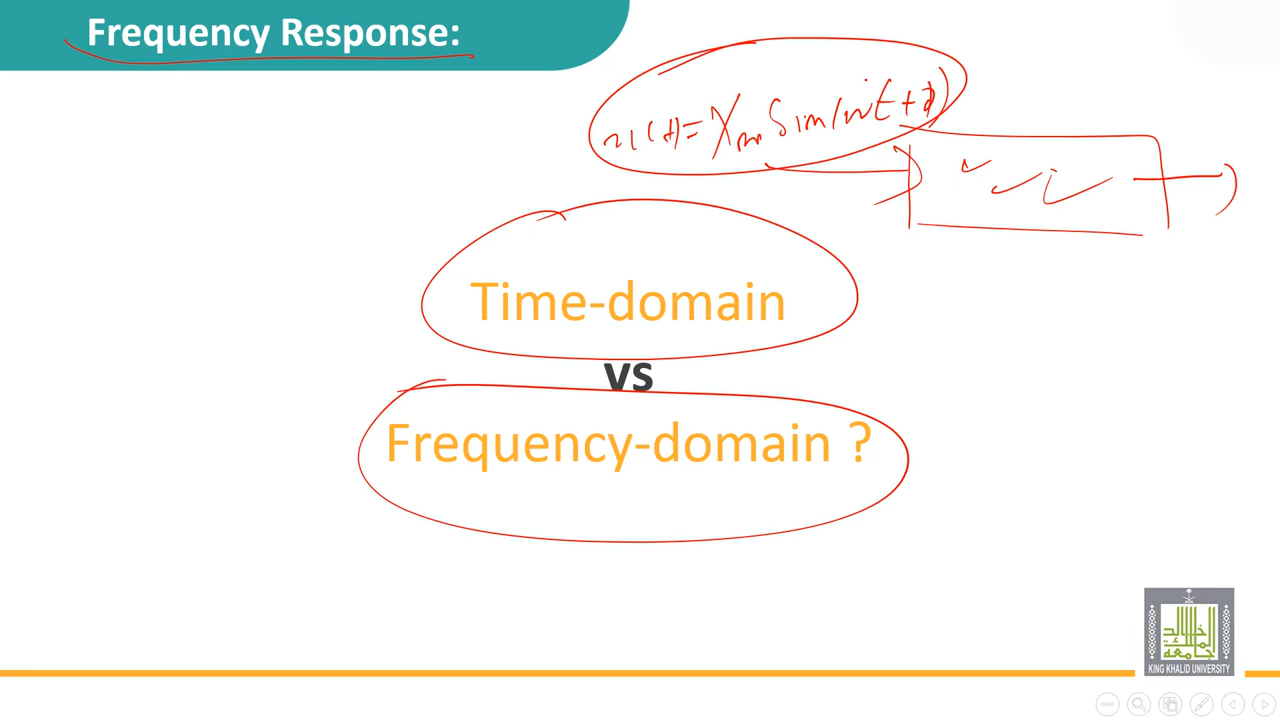 Frequency Response:
x(t) = Xm Sin(wt + φ)
Time-domain
vs
Frequency-domain ?
KING KHALID UNIVERSITY